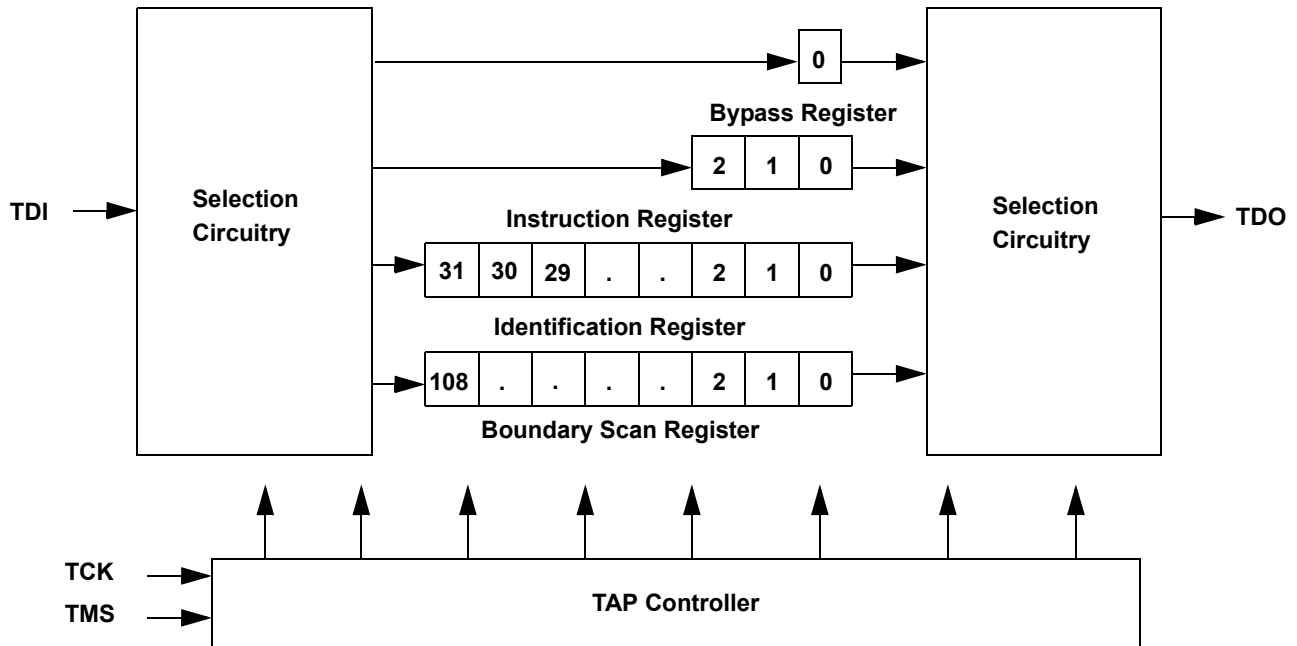 0
Bypass Register
2 1 0
Selection
Circuitry
Selection
Circuitry
TDI
TDO
Instruction Register
31 30 29 . . 2 1 0
Identification Register
108 . . . . 2 1 0
Boundary Scan Register
TCK
TMS
TAP Controller